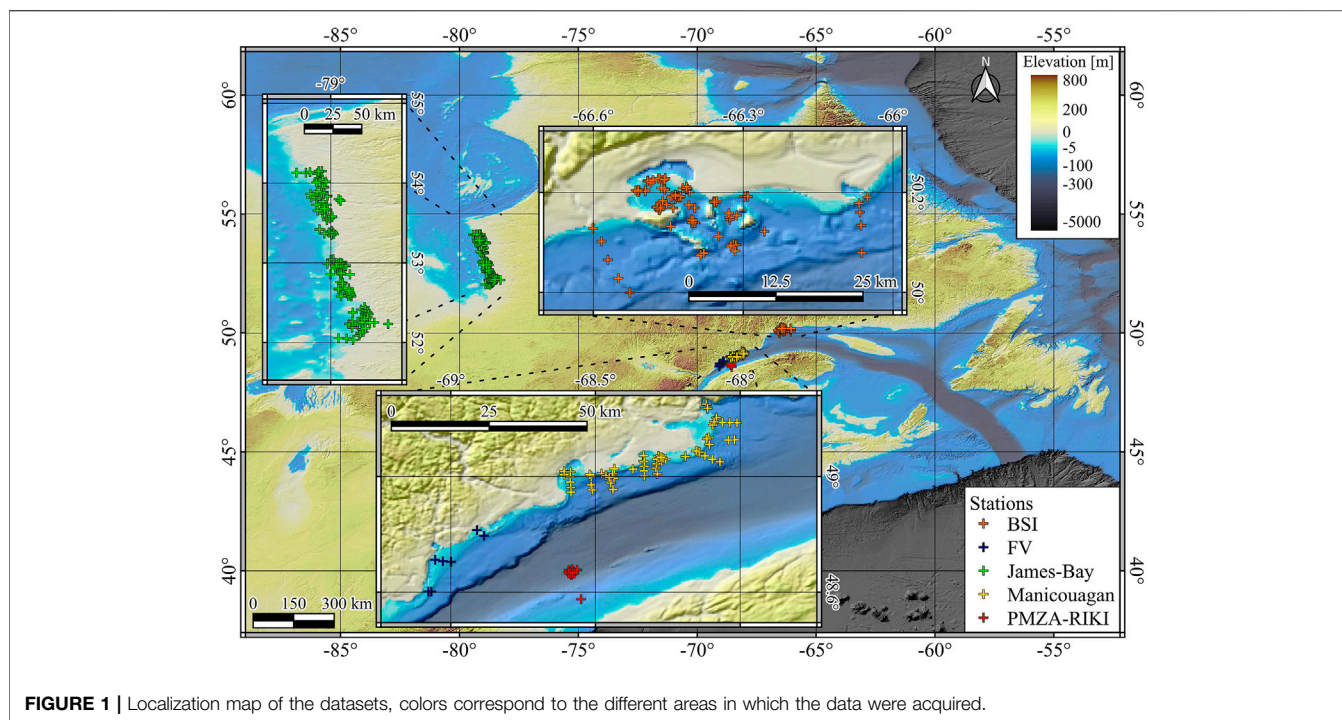 -85° -80° -75° -70° -65° -60° -55°
60° 60°
55° 55°
50° 50°
45° 45°
40° 40°
-85° -80° -75° -70° -65° -60° -55°
-79°
0 25 50 km
55°
54°
53°
52°
-66.6° -66.3° -66°
50.2°
50°
0 12.5 25 km
N
Elevation [m]
800
200
0
-5
-100
-300
-5000
-69° -68.5° -68°
0 25 50 km
49°
48.6°
0 150 300 km
Stations
BSI
FV
James-Bay
Manicouagan
PMZA-RIKI
FIGURE 1 | Localization map of the datasets, colors correspond to the different areas in which the data were acquired.